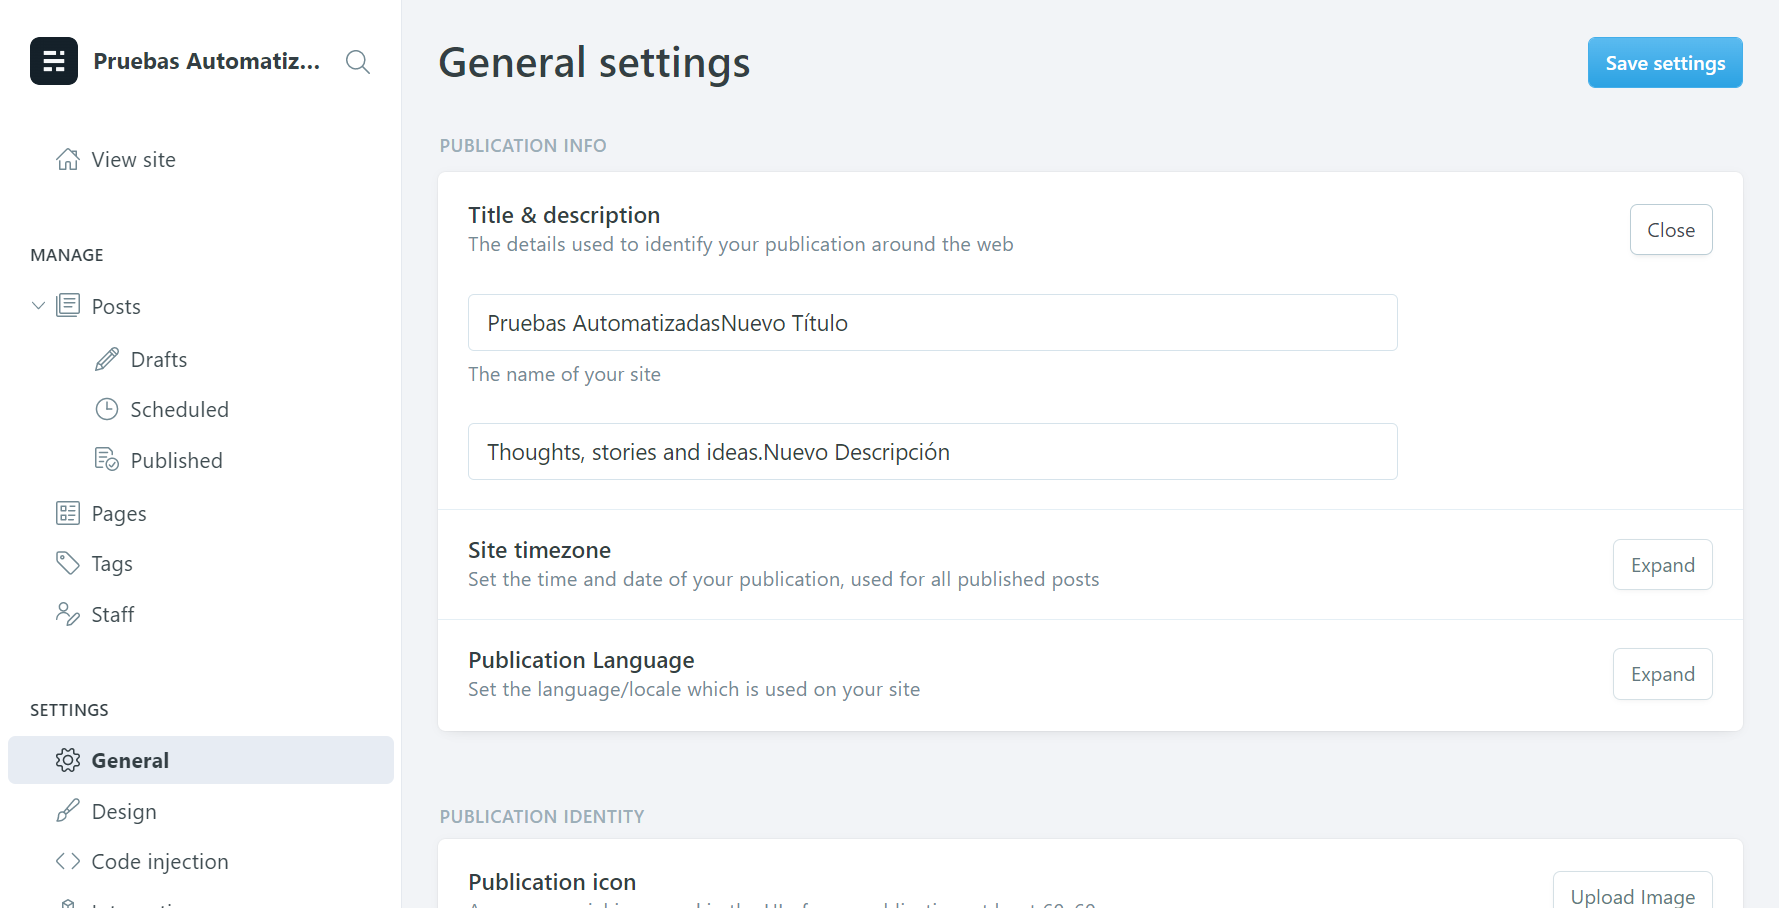 Pruebas Automatiz...
View site
MANAGE
Posts
Drafts
Scheduled
Published
Pages
Tags
Staff
SETTINGS
General
Design
Code injection
General settings
Save settings
PUBLICATION INFO
Title & description
The details used to identify your publication around the web
Close
Pruebas AutomatizadasNuevo Título
The name of your site
Thoughts, stories and ideas.Nuevo Descripción
Site timezone
Set the time and date of your publication, used for all published posts
Expand
Publication Language
Set the language/locale which is used on your site
Expand
PUBLICATION IDENTITY
Publication icon
Upload Image